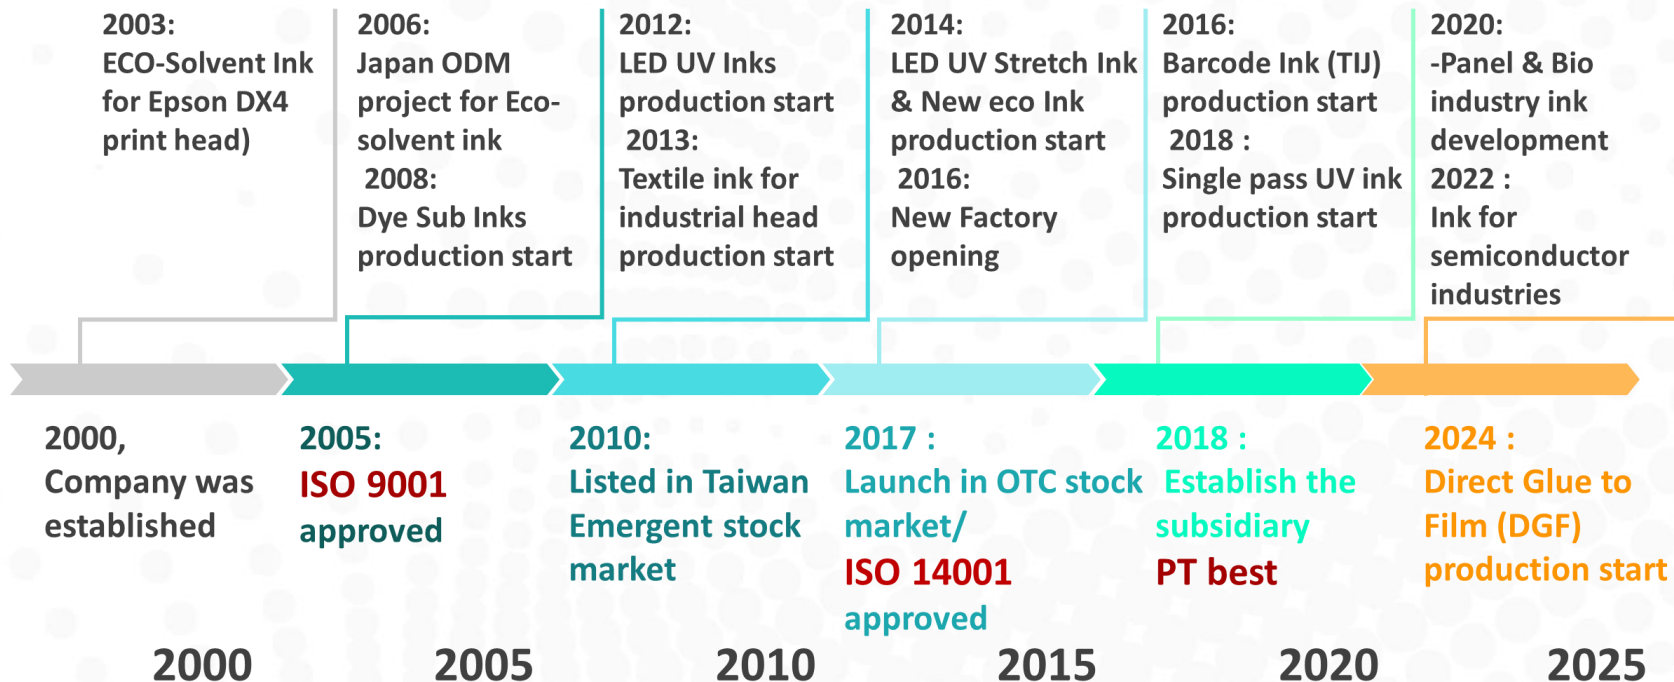 2003:
ECO-Solvent Ink
for Epson DX4
print head)
2006:
Japan ODM
project for Eco-
solvent ink
2008:
Dye Sub Inks
production start
2012:
LED UV Inks
production start
2013:
Textile ink for
industrial head
production start
2014:
LED UV Stretch Ink
& New eco Ink
production start
2016:
New Factory
opening
2016:
Barcode Ink (TIJ)
production start
2018 :
Single pass UV ink
production start
2020:
-Panel & Bio
industry ink
development
2022 :
Ink for
semiconductor
industries
2000,
Company was
established
2005:
ISO 9001
approved
2010:
Listed in Taiwan
Emergent stock
market
2017 :
Launch in OTC stock
market/
ISO 14001
approved
2018 :
Establish the
subsidiary
PT best
2024 :
Direct Glue to
Film (DGF)
production start
2000
2005
2010
2015
2020
2025